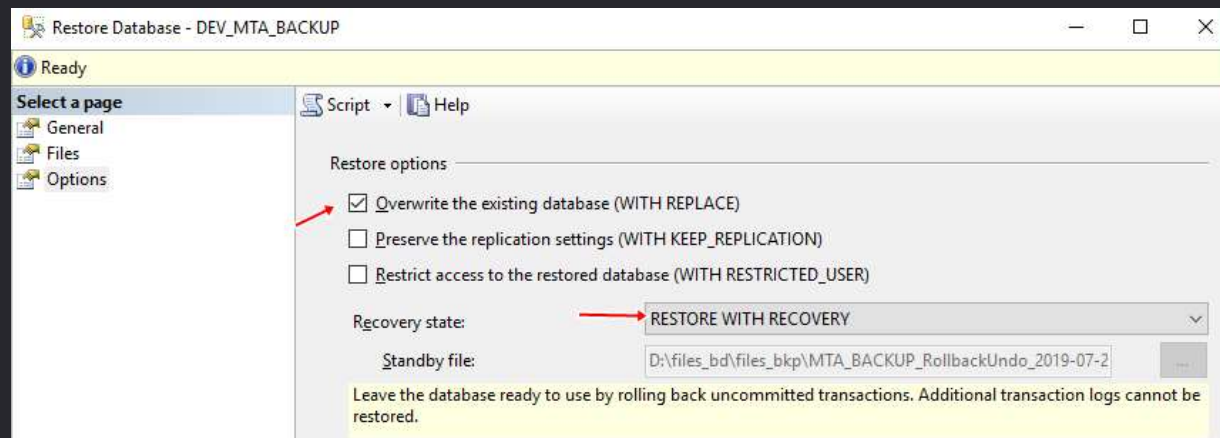 Restore Database - DEV_MTA_BACKUP
Ready
Select a page
General
Files
Options
Script
Help
Restore options
Overwrite the existing database (WITH REPLACE)
Preserve the replication settings (WITH KEEP_REPLICATION)
Restrict access to the restored database (WITH RESTRICTED_USER)
Recovery state:
RESTORE WITH RECOVERY
Standby file:
D:\files_bd\files_bkp\MTA_BACKUP_RollbackUndo_2019-07-2
...
Leave the database ready to use by rolling back uncommitted transactions. Additional transaction logs cannot be
restored.